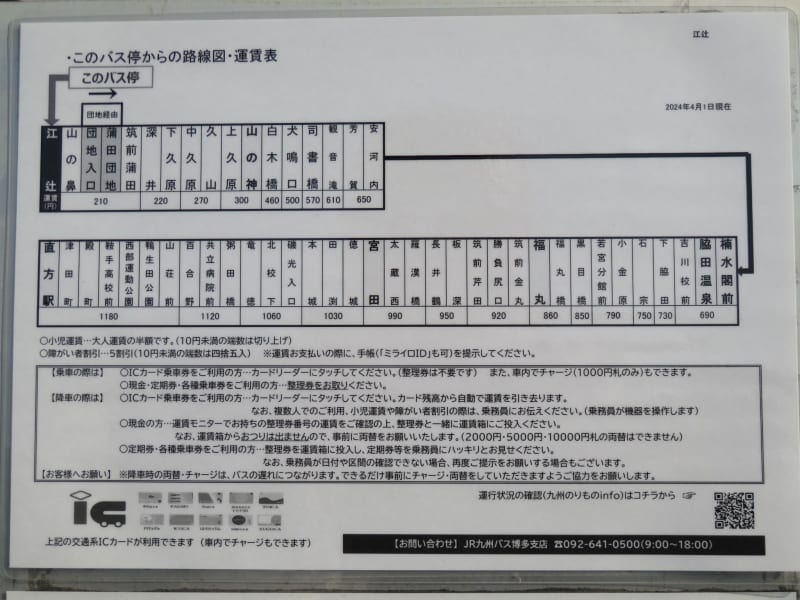 江辻
・このバス停からの路線図・運賃表
このバス停
2024年4月1日現在
団地経由
江辻 山の鼻 団地入口 蒲田団地 筑前蒲田 深井 下久原 中久原 久山 上久原 山の神 白木橋 犬鳴口 司書橋 観音滝 芳賀 安河内
運賃(円) 210 220 270 300 460 500 570 610 650
直方駅 津田町 殿町 鞍手高校前 西部運動公園 鴨生田公園 山荘前 百合野 共立病院前 粥田橋 竜徳 北校下 磯光入口 本城 田渕 徳城 宮田 太蔵西 羅漢橋 長井鶴 板深 筑前芹田 勝負尻口 筑前金丸 福丸 福丸橋 黒目橋 若宮分館前 小金原 石宗 下脇田 吉川校前 脇田温泉 楠水閣前
1180 1120 1060 1030 990 950 920 860 850 790 750 730 690
○小児運賃…大人運賃の半額です。(10円未満の端数は切り上げ)
○障がい者割引…5割引(10円未満の端数は四捨五入) ※運賃お支払いの際に、手帳(「ミライロID」も可)を提示してください。
【乗車の際は】 ○ICカード乗車券をご利用の方…カードリーダーにタッチしてください。(整理券は不要です) また、車内でチャージ(1000円札のみ)もできます。
○現金・定期券・各種乗車券をご利用の方…整理券をお取りください。
【降車の際は】 ○ICカード乗車券をご利用の方…カードリーダーにタッチしてください。カード残高から自動で運賃を引き去ります。
なお、複数人でのご利用、小児運賃や障がい者割引の際は、乗務員にお伝えください。(乗務員が機器を操作します)
○現金の方…運賃モニターでお持ちの整理券番号の運賃をご確認の上、整理券と一緒に運賃箱にご投入ください。
なお、運賃箱からおつりは出ませんので、事前に両替をお願いいたします。(2000円・5000円・10000円札の両替はできません)
○定期券・各種乗車券をご利用の方…整理券を運賃箱に投入し、定期券等を乗務員にハッキリとお見せください。
なお、乗務員が日付や区間の確認できない場合、再度ご提示をお願いする場合もございます。
【お客様へお願い】 ※降車時の両替・チャージは、バスの遅れにつながります。できるだけ事前にチャージ・両替をしていただきますようご協力をお願いします。
運行状況の確認(九州のりものinfo)はコチラから ☞
IC
上記の交通系ICカードが利用できます (車内でチャージもできます)
【お問い合わせ】 JR九州バス博多支店 ☎092-641-0500(9:00~18:00)